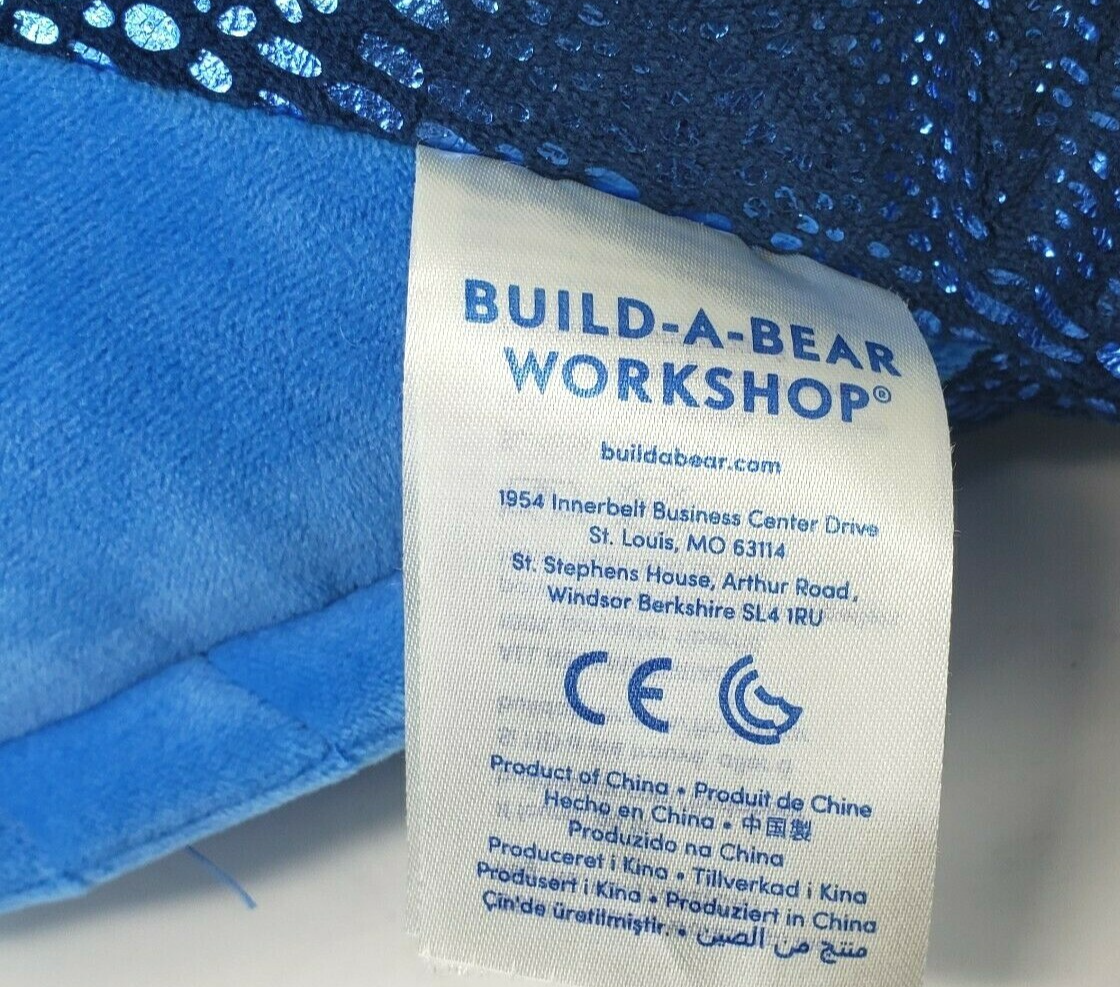 BUILD-A-BEAR
WORKSHOP®
buildabear.com
1954 Innerbelt Business Center Drive
St. Louis, MO 63114
St. Stephens House, Arthur Road,
Windsor Berkshire SL4 1RU
CE
Product of China • Produit de Chine
Hecho en China • 中国製
Produzido na China
Produceret i Kina • Tillverkad i Kina
Produsert i Kina • Produziert in China
Çin'de üretilmiştir. • منتج من الصين